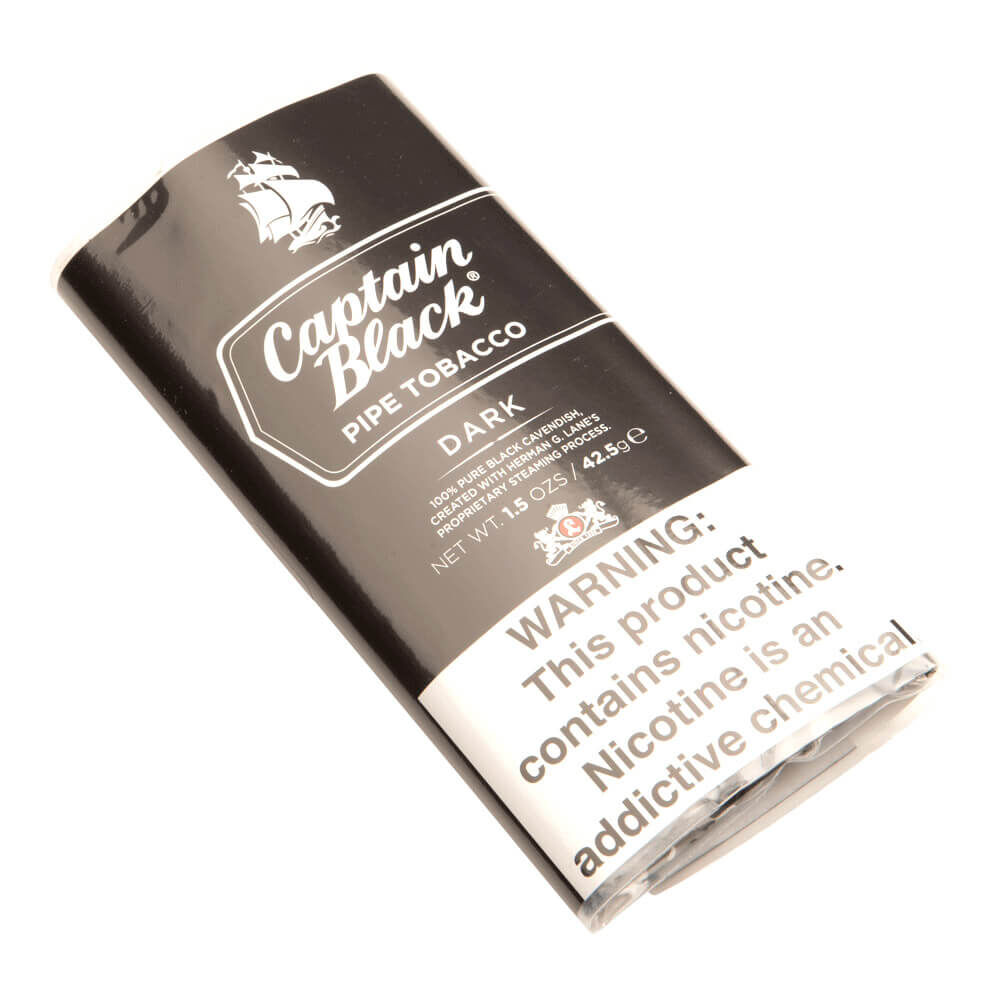 Captain
Black®
PIPE TOBACCO
DARK
100% PURE BLACK CAVENDISH,
CREATED WITH HERMAN G. LANE'S
PROPRIETARY STEAMING PROCESS.
NET WT. 1.5 OZS / 42.5g ℮
L
WARNING:
This product
contains nicotine.
Nicotine is an
addictive chemical